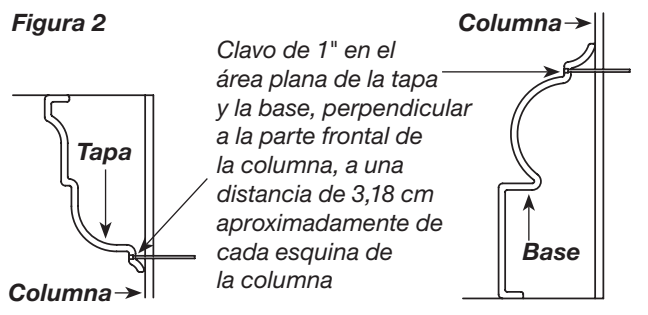 Figura 2
Columna
Clavo de 1" en el
área plana de la tapa
y la base, perpendicular
a la parte frontal de
la columna, a una
distancia de 3,18 cm
aproximadamente de
cada esquina de
la columna
Tapa
Base
Columna